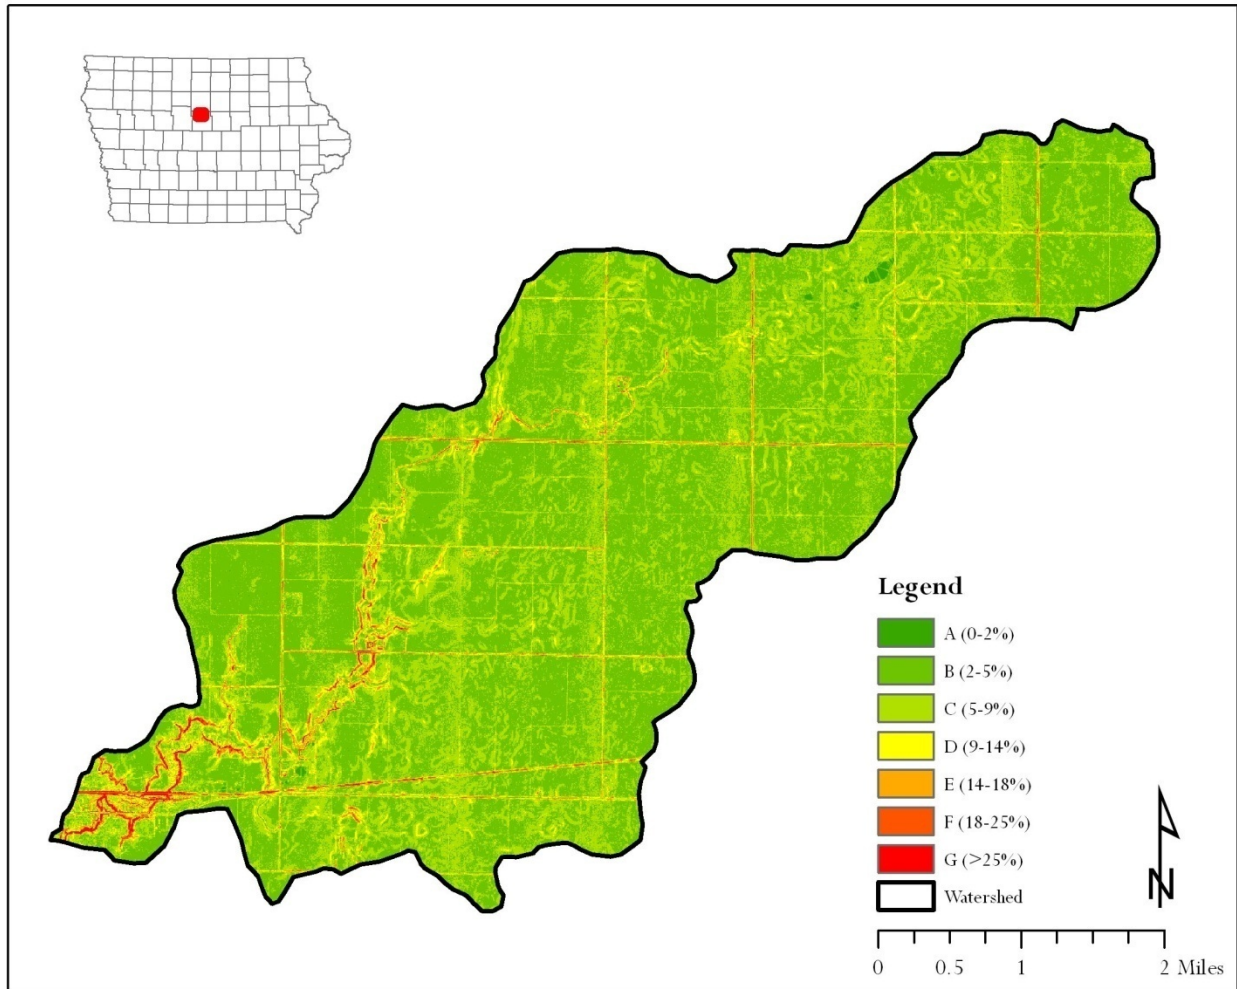 Legend
A (0-2%)
B (2-5%)
C (5-9%)
D (9-14%)
E (14-18%)
F (18-25%)
G (>25%)
Watershed
N
0 0.5 1 2 Miles